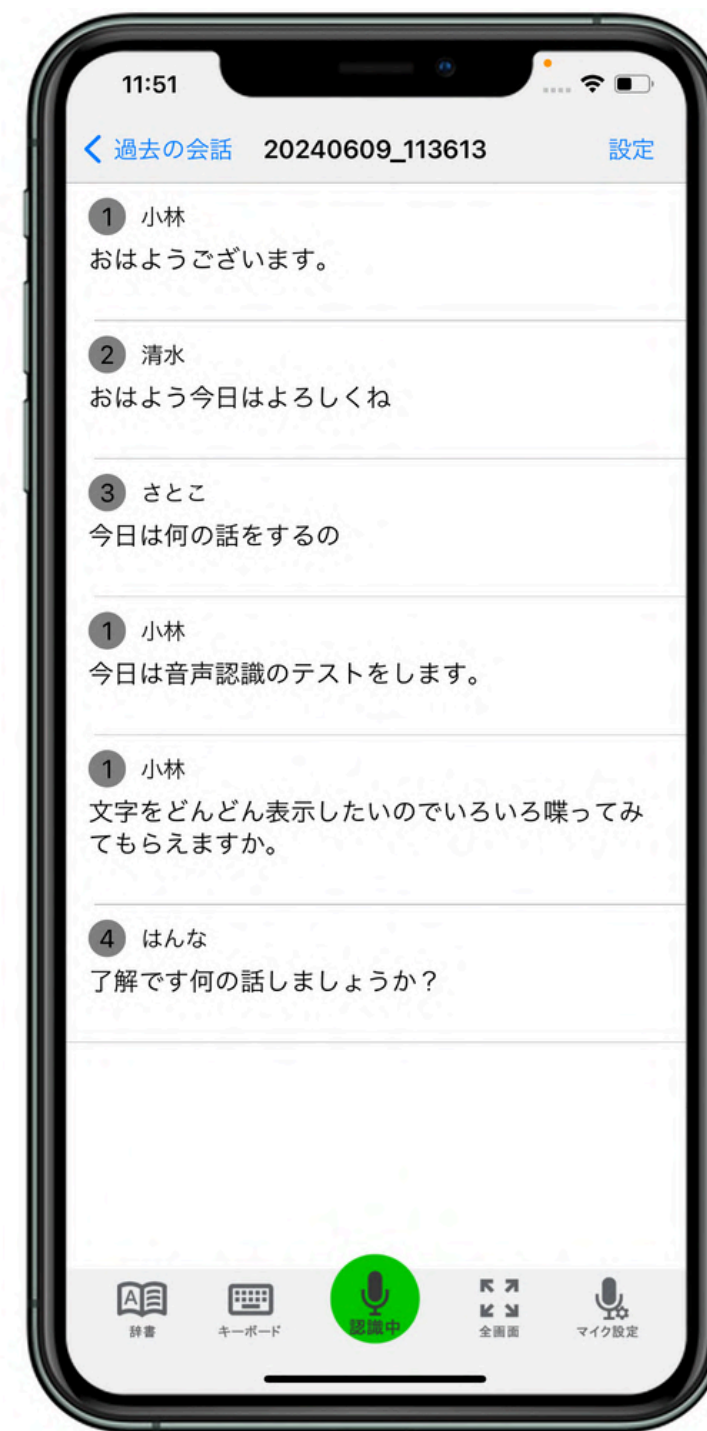 11:51
過去の会話 20240609_113613 設定
1 小林
おはようございます。
2 清水
おはよう今日はよろしくね
3 さとこ
今日は何の話をするの
1 小林
今日は音声認識のテストをします。
1 小林
文字をどんどん表示したいのでいろいろ喋ってみ
てもらえますか。
4 はんな
了解です何の話しましょうか？
辞書 キーボード 認識中 全画面 マイク設定